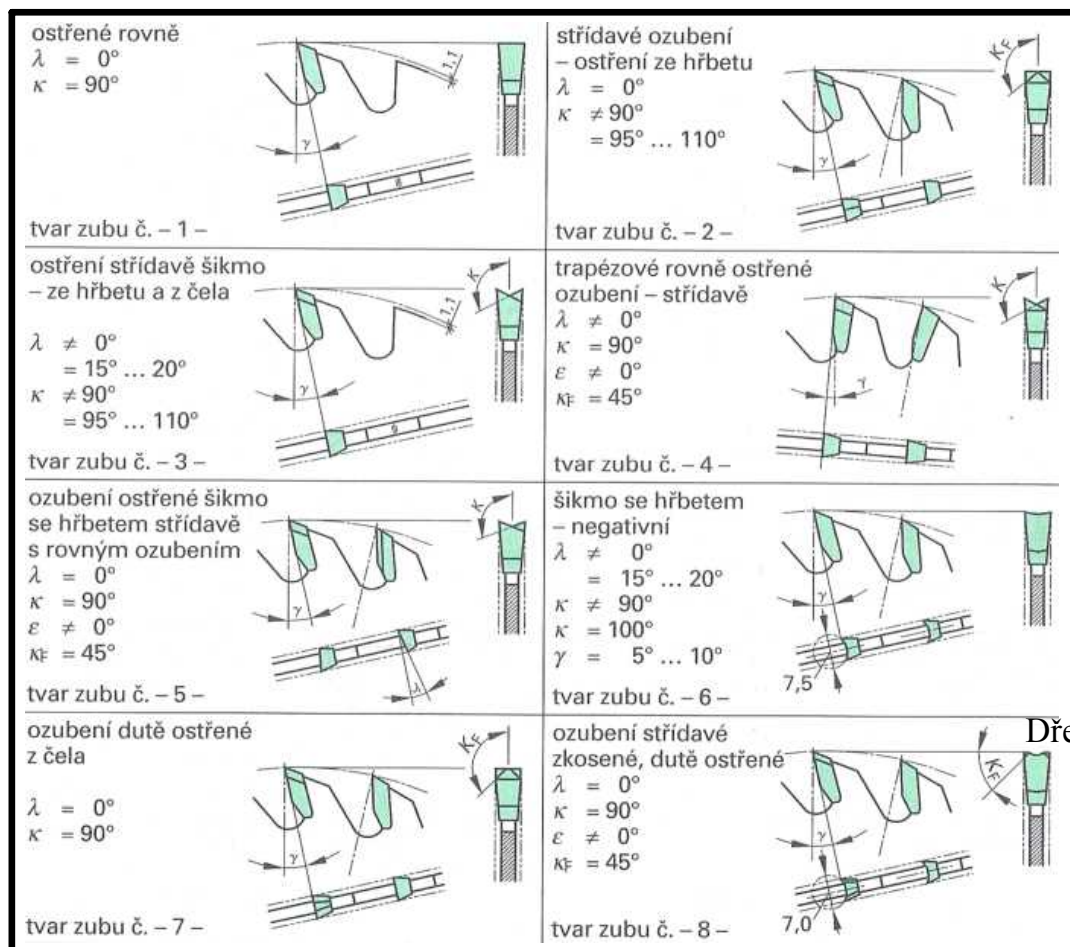 ostřené rovně
λ = 0°
κ = 90°
1,1
γ
tvar zubu č. – 1 –
střídavé ozubení
– ostření ze hřbetu
λ = 0°
κ ≠ 90°
= 95° ... 110°
κF
γ
tvar zubu č. – 2 –
ostření střídavě šikmo
– ze hřbetu a z čela
λ ≠ 0°
= 15° ... 20°
κ ≠ 90°
= 95° ... 110°
κ
1,1
γ
tvar zubu č. – 3 –
trapézové rovně ostřené
ozubení – střídavě
λ ≠ 0°
κ = 90°
ε ≠ 0°
κF = 45°
κ
γ
tvar zubu č. – 4 –
ozubení ostřené šikmo
se hřbetem střídavě
s rovným ozubením
λ = 0°
κ = 90°
ε ≠ 0°
κF = 45°
κ
γ
λ
tvar zubu č. – 5 –
šikmo se hřbetem
– negativní
λ ≠ 0°
= 15° ... 20°
κ ≠ 90°
κ = 100°
γ = 5° ... 10°
γ
7,5
tvar zubu č. – 6 –
ozubení dutě ostřené
z čela
λ = 0°
κ = 90°
κF
γ
tvar zubu č. – 7 –
ozubení střídavé
zkosené, dutě ostřené
λ = 0°
κ = 90°
ε ≠ 0°
κF = 45°
κF
γ
7,0
tvar zubu č. – 8 –
Dře